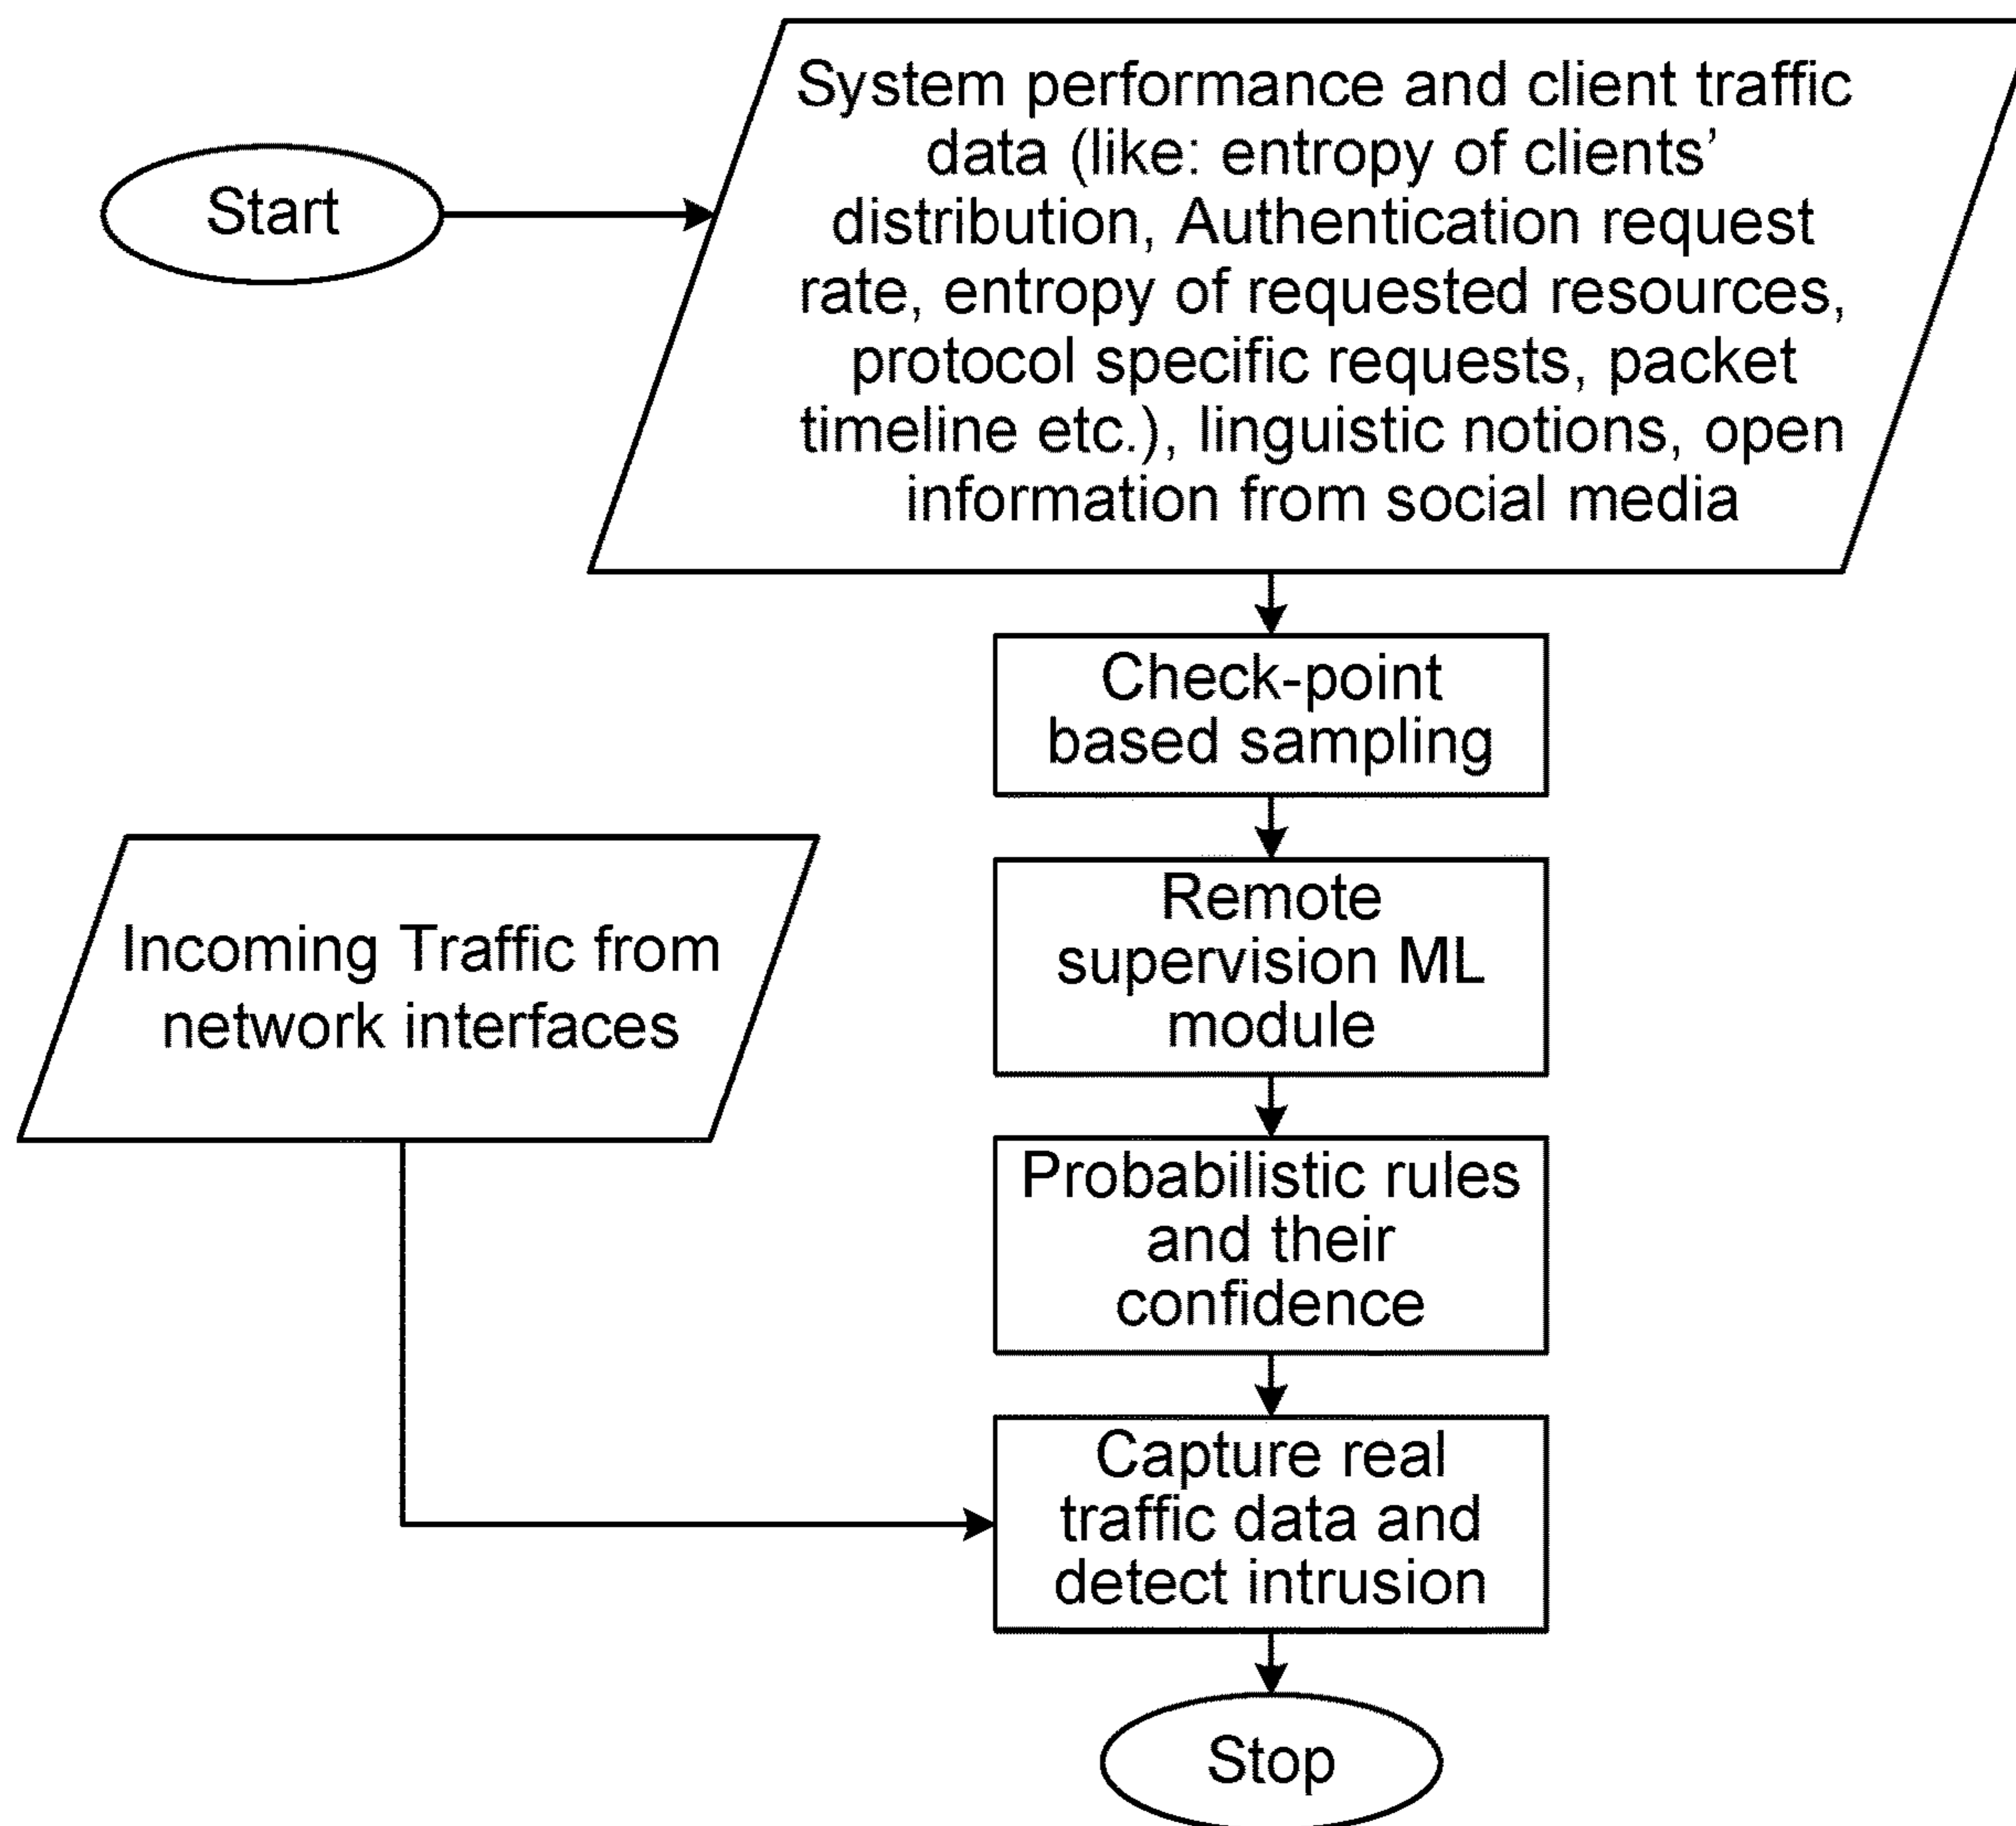 Start
System performance and client traffic
data (like: entropy of clients’
distribution, Authentication request
rate, entropy of requested resources,
protocol specific requests, packet
timeline etc.), linguistic notions, open
information from social media
Check-point
based sampling
Remote
supervision ML
module
Incoming Traffic from
network interfaces
Probabilistic rules
and their
confidence
Capture real
traffic data and
detect intrusion
Stop